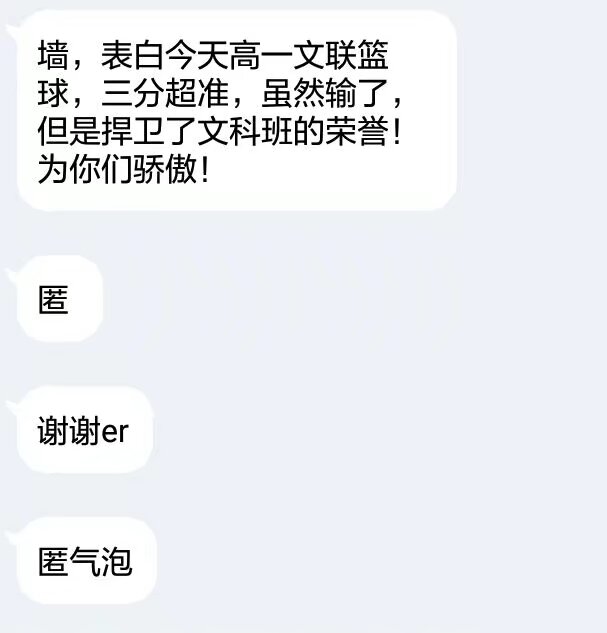 墙，表白今天高一文联篮
球，三分超准，虽然输了，
但是捍卫了文科班的荣誉！
为你们骄傲！
匿
谢谢er
匿气泡